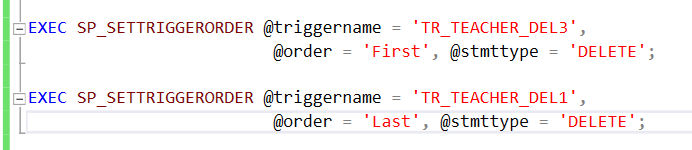 EXEC SP_SETTRIGGERORDER @triggername = 'TR_TEACHER_DEL3',
@order = 'First', @stmttype = 'DELETE';
EXEC SP_SETTRIGGERORDER @triggername = 'TR_TEACHER_DEL1',
@order = 'Last', @stmttype = 'DELETE';